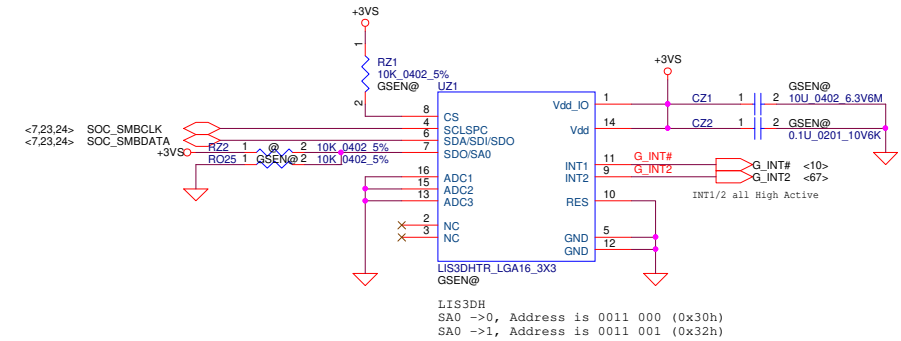 +3VS
1
RZ1
10K_0402_5%
GSEN@
2
UZ1
+3VS
8 CS
Vdd_IO 1
CZ1 1 2 GSEN@
10U_0402_6.3V6M
<7,23,24> SOC_SMBCLK
4 SCLSPC
Vdd 14
CZ2 1 2 GSEN@
0.1U_0201_10V6K
<7,23,24> SOC_SMBDATA
6 SDA/SDI/SDO
+3VS RZ2 1 @ 2 10K_0402_5%
7 SDO/SA0
RO25 1 GSEN@ 2 10K_0402_5%
INT1 11 G_INT# G_INT# <10>
INT2 9 G_INT2 G_INT2 <67>
INT1/2 all High Active
16 ADC1
15 ADC2
13 ADC3
RES 10
2 NC
3 NC
GND 5
GND 12
LIS3DHTR_LGA16_3X3
GSEN@
LIS3DH
SA0 ->0, Address is 0011 000 (0x30h)
SA0 ->1, Address is 0011 001 (0x32h)